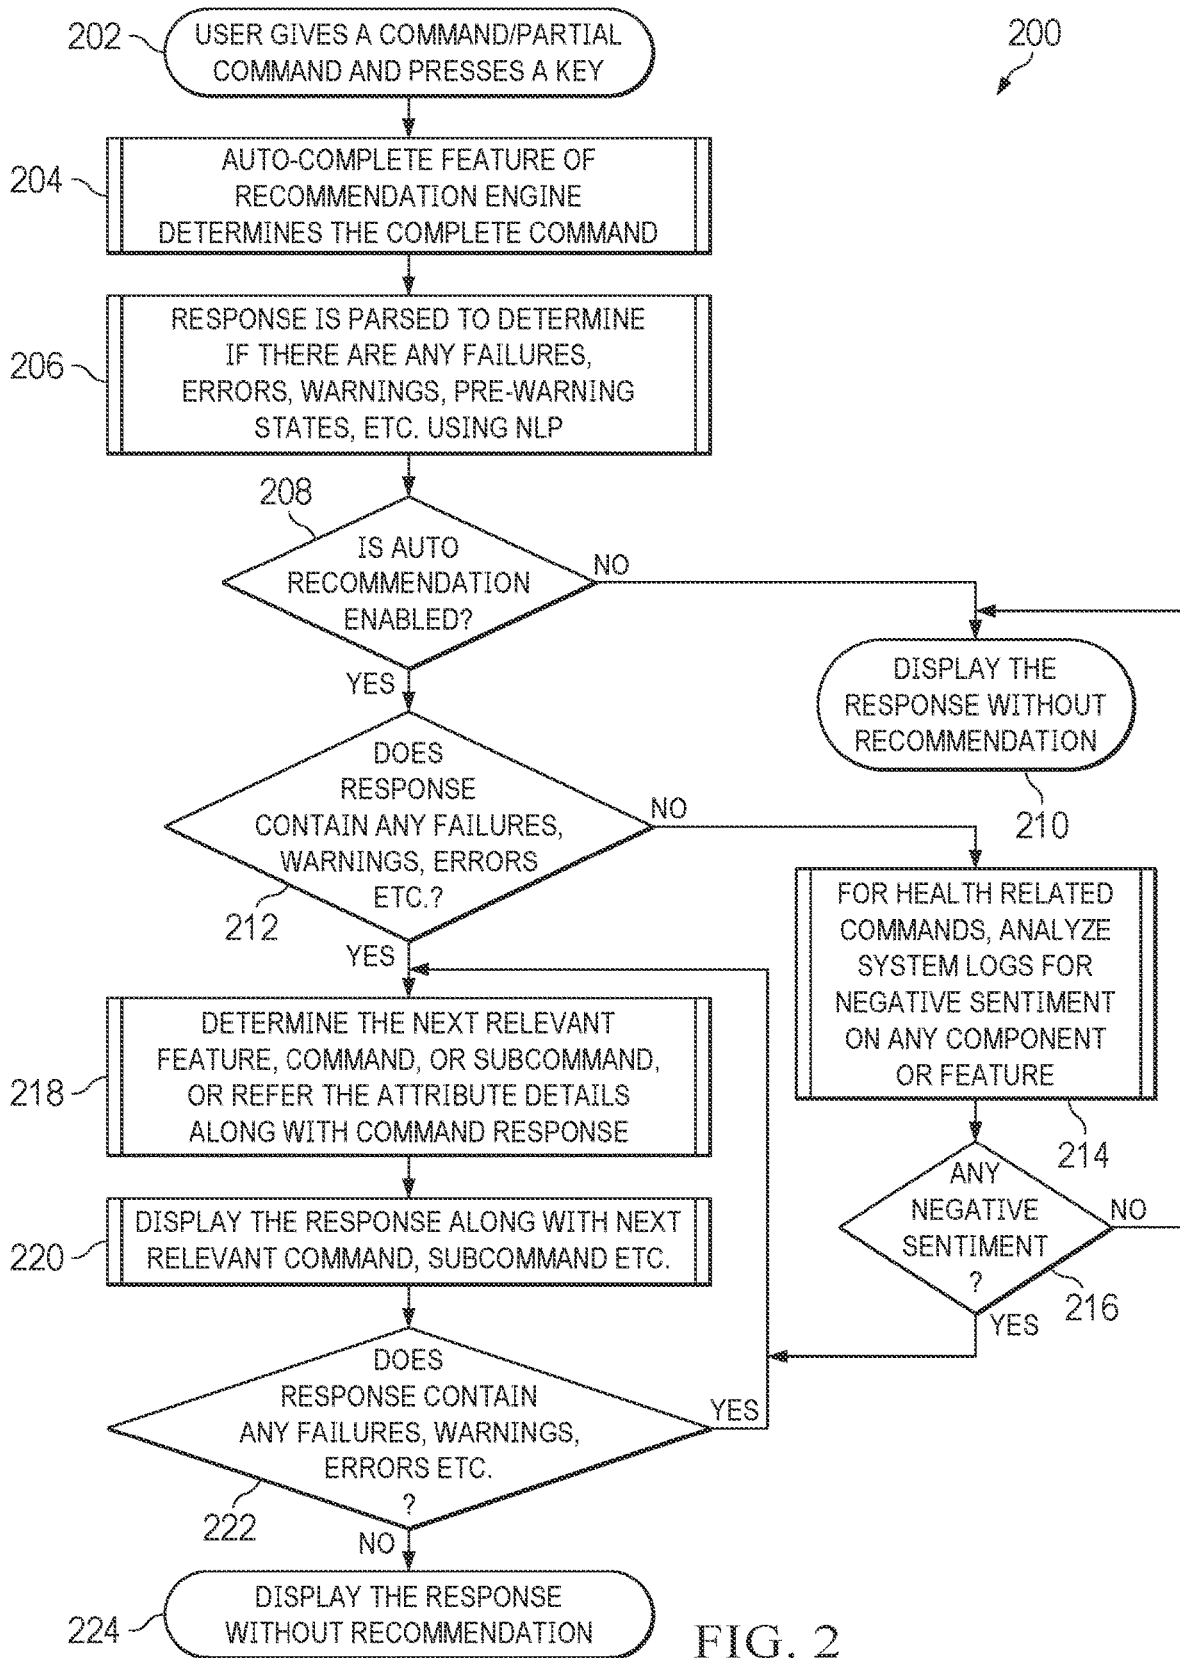 202
USER GIVES A COMMAND/PARTIAL
COMMAND AND PRESSES A KEY
200
204
AUTO-COMPLETE FEATURE OF
RECOMMENDATION ENGINE
DETERMINES THE COMPLETE COMMAND
206
RESPONSE IS PARSED TO DETERMINE
IF THERE ARE ANY FAILURES,
ERRORS, WARNINGS, PRE-WARNING
STATES, ETC. USING NLP
208
IS AUTO
RECOMMENDATION
ENABLED?
NO
YES
DISPLAY THE
RESPONSE WITHOUT
RECOMMENDATION
210
DOES
RESPONSE
CONTAIN ANY FAILURES,
WARNINGS, ERRORS
ETC.?
212
NO
YES
FOR HEALTH RELATED
COMMANDS, ANALYZE
SYSTEM LOGS FOR
NEGATIVE SENTIMENT
ON ANY COMPONENT
OR FEATURE
214
218
DETERMINE THE NEXT RELEVANT
FEATURE, COMMAND, OR SUBCOMMAND,
OR REFER THE ATTRIBUTE DETAILS
ALONG WITH COMMAND RESPONSE
ANY
NEGATIVE
SENTIMENT
?
216
NO
YES
220
DISPLAY THE RESPONSE ALONG WITH NEXT
RELEVANT COMMAND, SUBCOMMAND ETC.
DOES
RESPONSE CONTAIN
ANY FAILURES, WARNINGS,
ERRORS ETC.
?
222
YES
NO
224
DISPLAY THE RESPONSE
WITHOUT RECOMMENDATION
FIG. 2